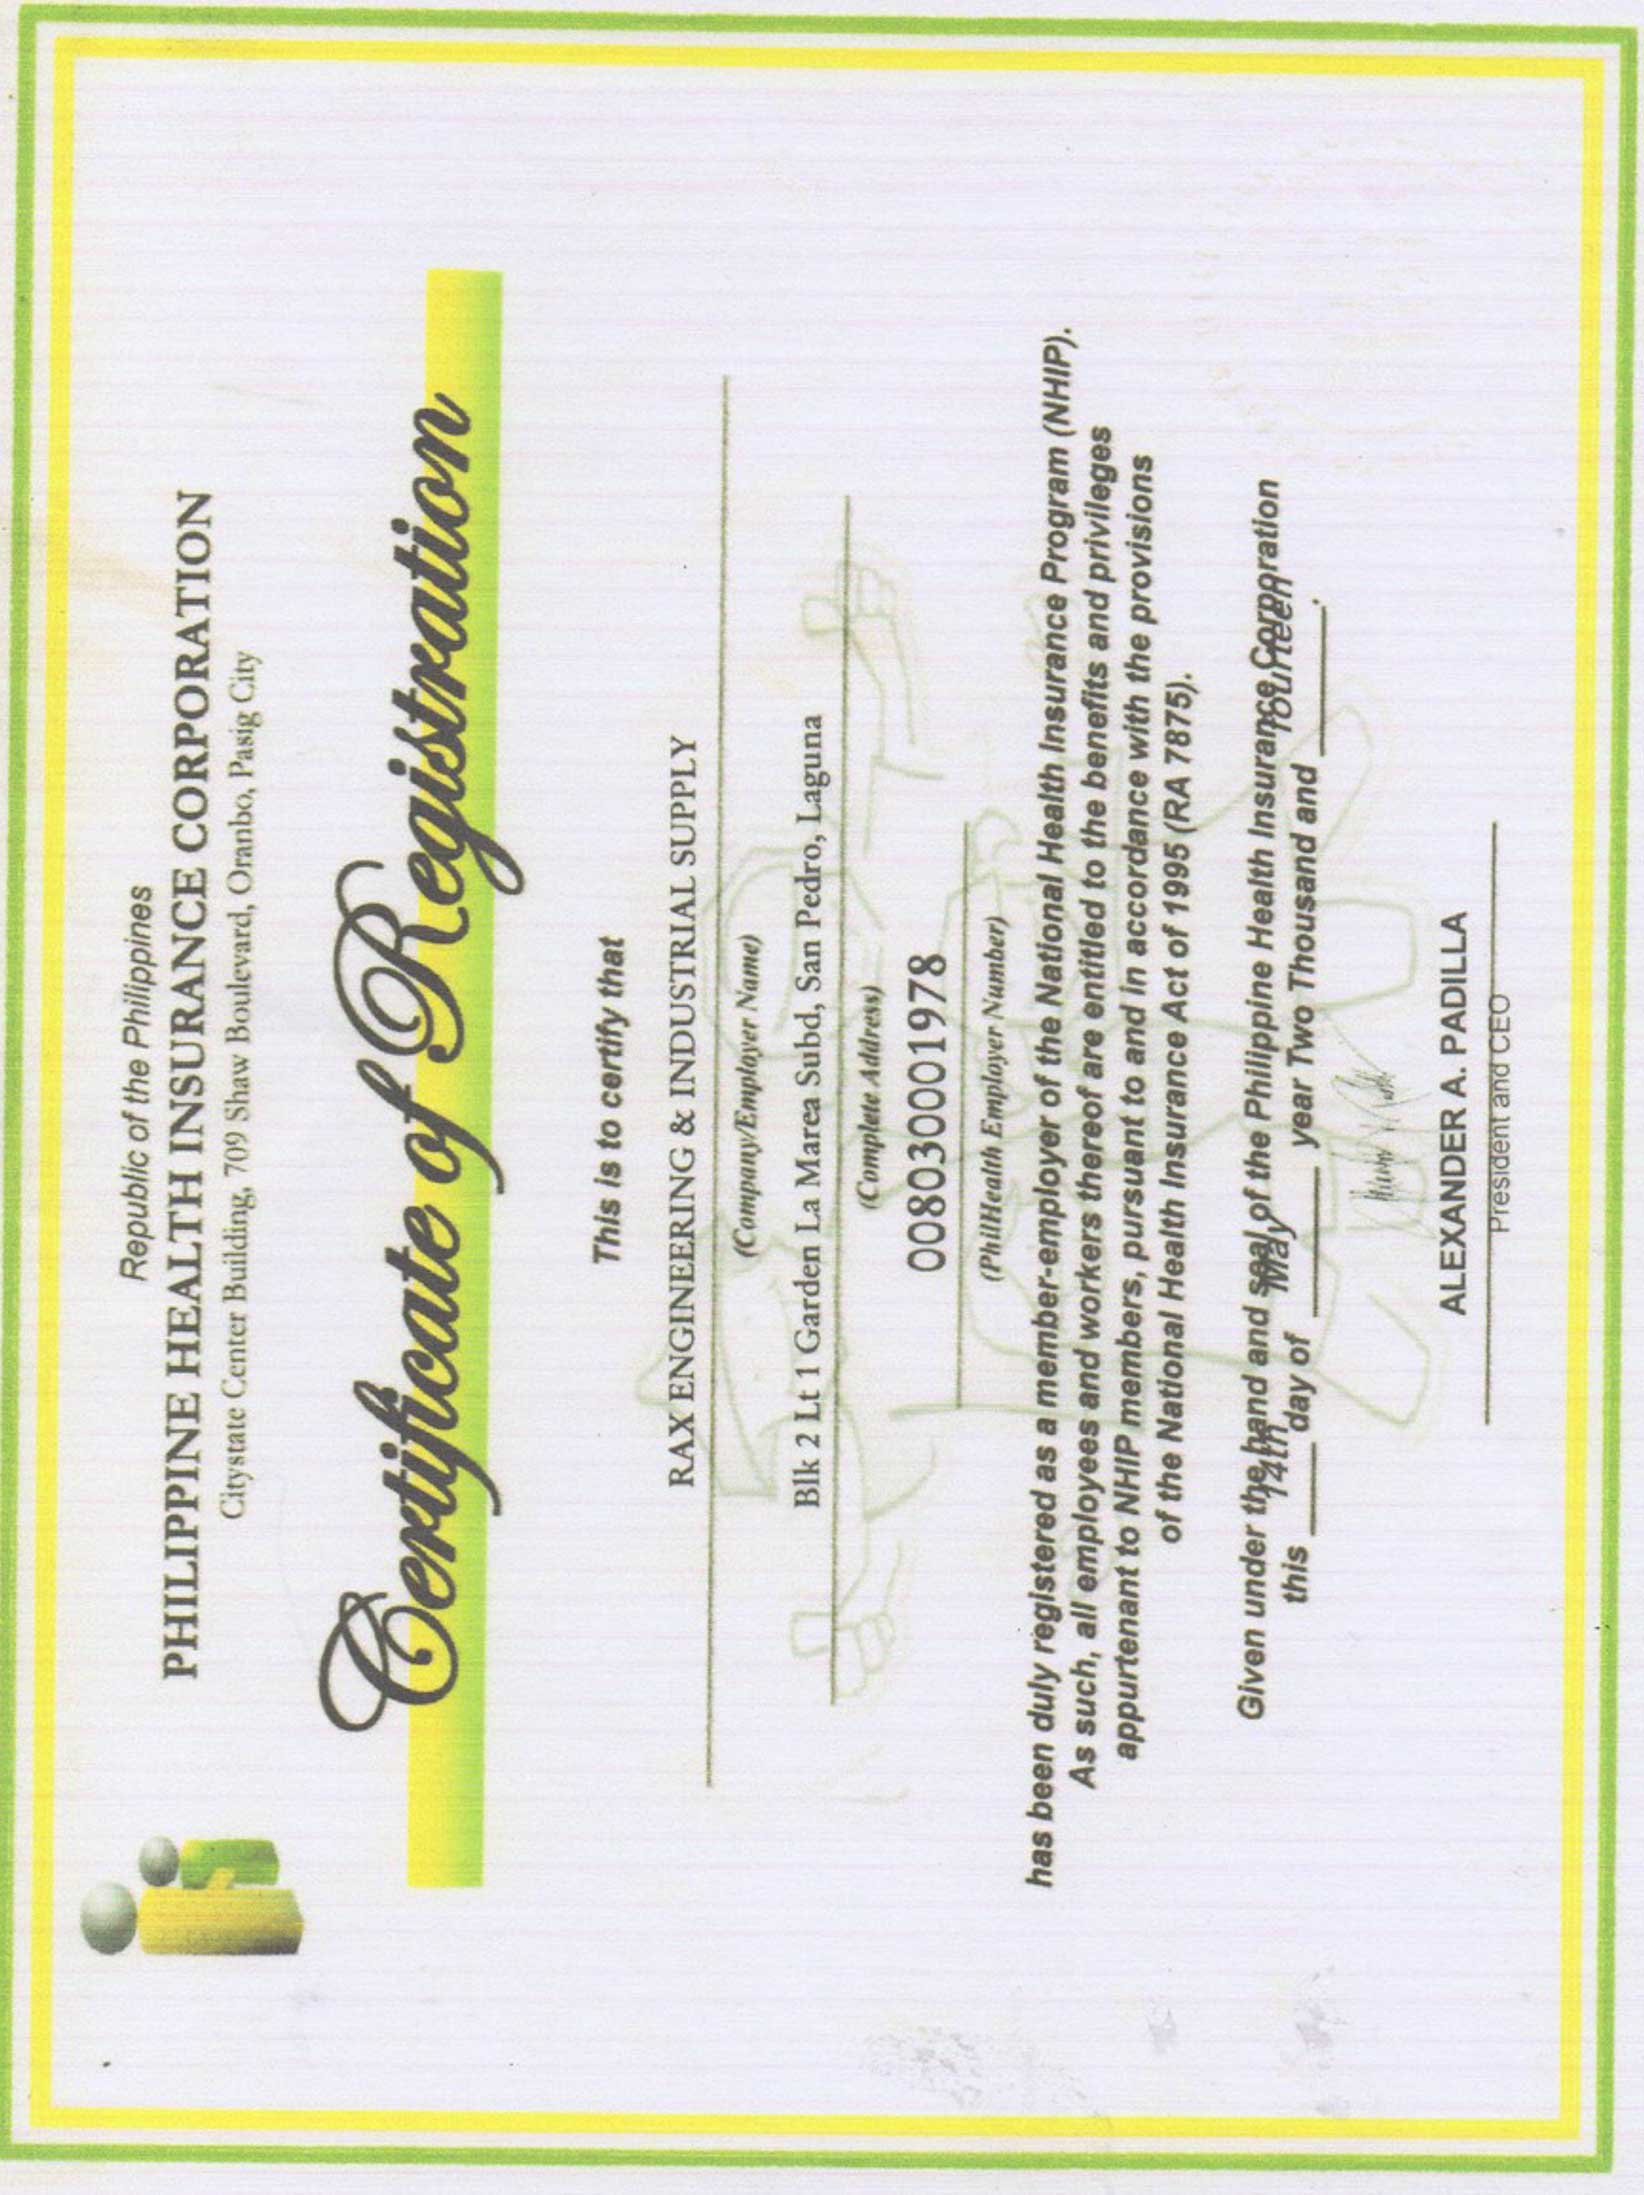 Republic of the Philippines
PHILIPPINE HEALTH INSURANCE CORPORATION
Citystate Center Building, 709 Shaw Boulevard, Oranbo, Pasig City
Certificate of Registration
This is to certify that
RAX ENGINEERING & INDUSTRIAL SUPPLY
(Company/Employer Name)
Blk 2 Lt 1 Garden La Marea Subd, San Pedro, Laguna
(Complete Address)
008030001978
(PhilHealth Employer Number)
has been duly registered as a member-employer of the National Health Insurance Program (NHIP).
As such, all employees and workers thereof are entitled to the benefits and privileges
appurtenant to NHIP members, pursuant to and in accordance with the provisions
of the National Health Insurance Act of 1995 (RA 7875).
Given under the hand and seal of the Philippine Health Insurance Corporation
this 14th day of May year Two Thousand and fourteen.
ALEXANDER A. PADILLA
President and CEO